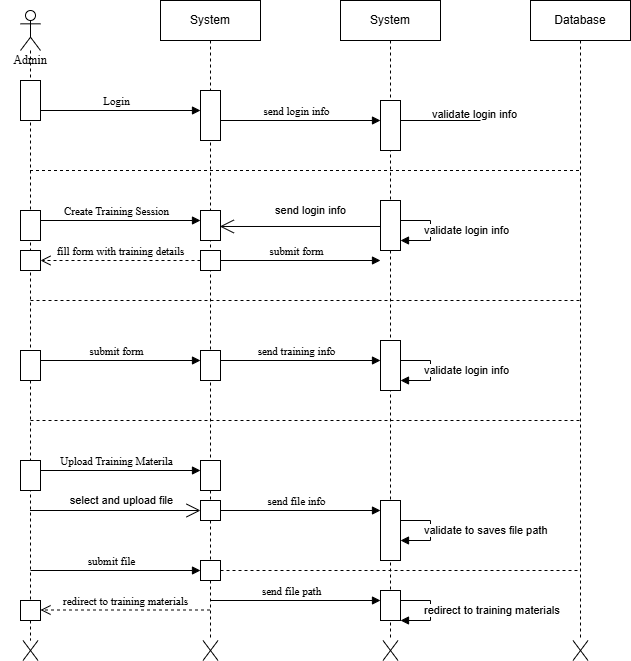 System
System
Database
Admin
Login
send login info
validate login info
Create Training Session
send login info
validate login info
fill form with training details
submit form
submit form
send training info
validate login info
Upload Training Materila
select and upload file
send file info
validate to saves file path
submit file
send file path
redirect to training materials
redirect to training materials